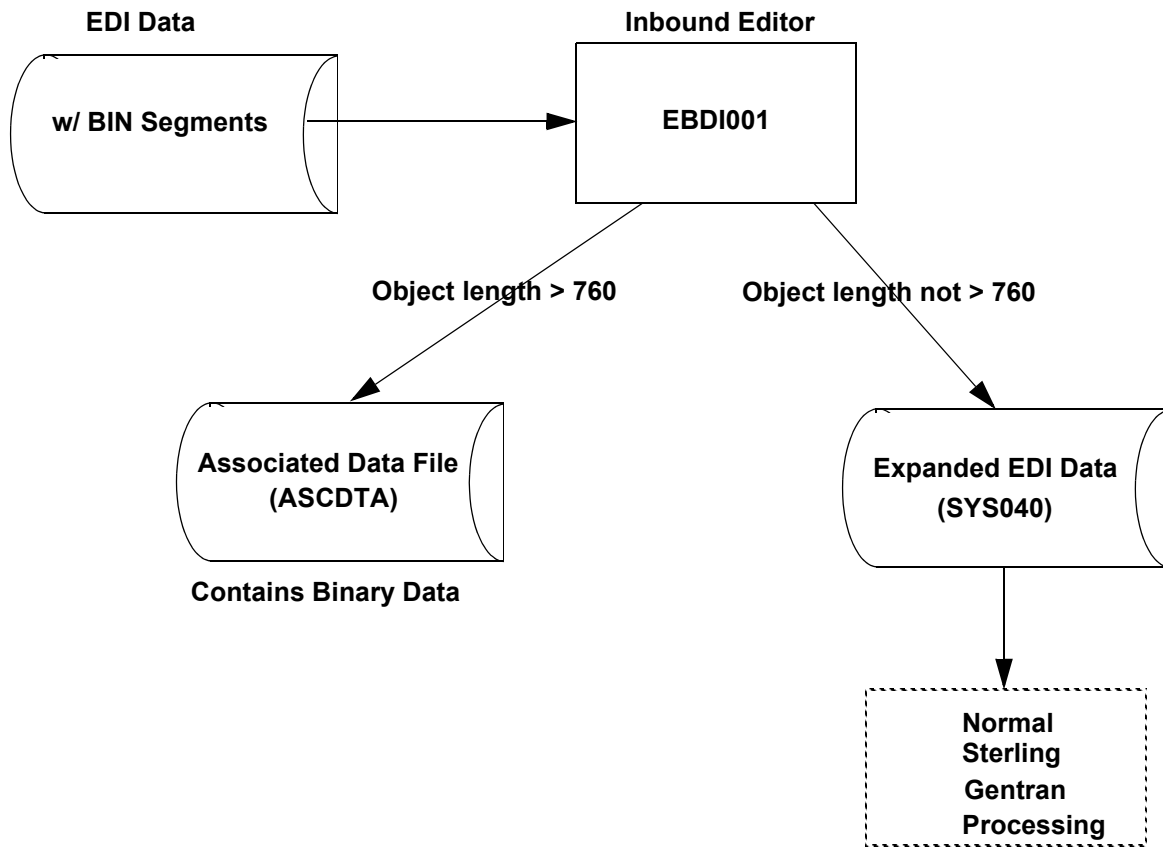 EDI Data
Inbound Editor
w/ BIN Segments
EBDI001
Object length > 760
Object length not > 760
Associated Data File
(ASCDTA)
Expanded EDI Data
(SYS040)
Contains Binary Data
Normal
Sterling
Gentran
Processing